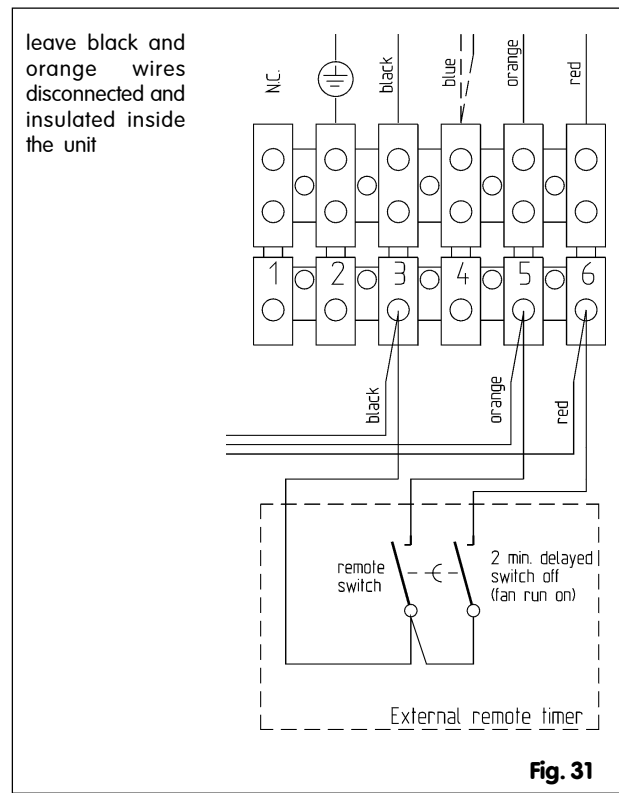 leave black and
orange wires
disconnected and
insulated inside
the unit
N.C.
black
blue
orange
red
1 2 3 4 5 6
black
orange
red
remote
switch
2 min. delayed
switch off
(fan run on)
External remote timer
Fig. 31